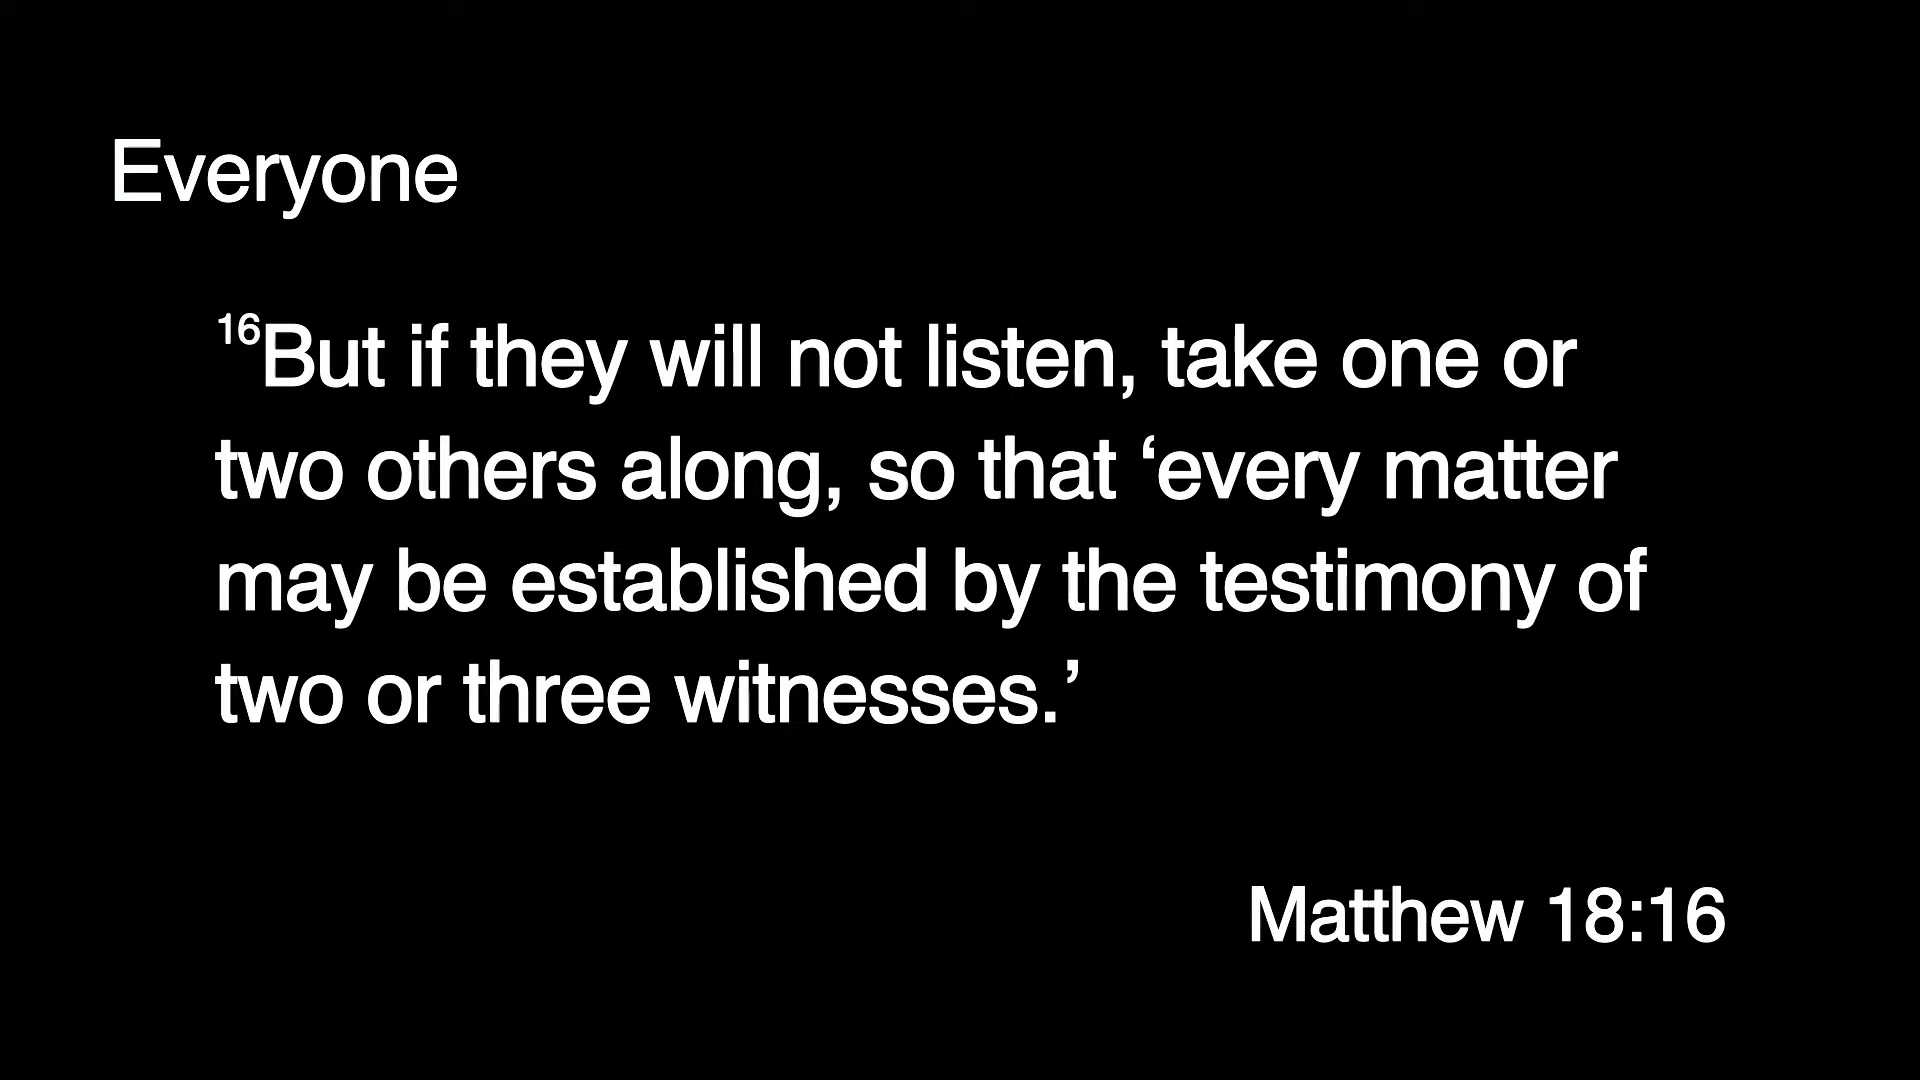 Everyone
¹⁶But if they will not listen, take one or
two others along, so that ‘every matter
may be established by the testimony of
two or three witnesses.’
Matthew 18:16